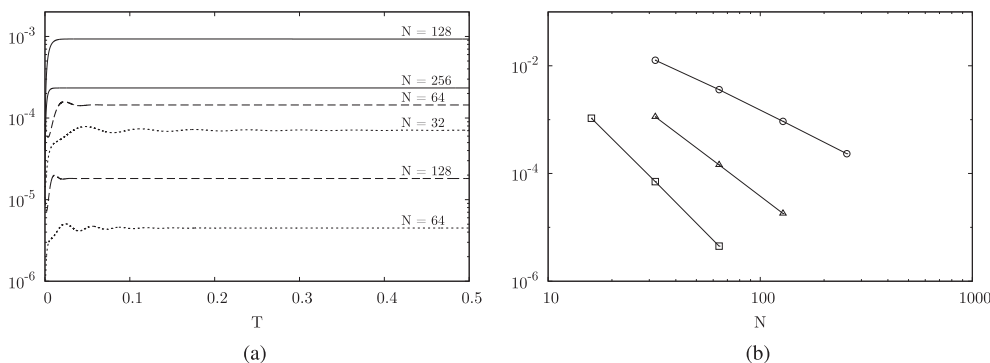 10⁻³
10⁻⁴
10⁻⁵
10⁻⁶
N = 128
N = 256
N = 64
N = 32
N = 128
N = 64
0 0.1 0.2 0.3 0.4 0.5
T
(a)
10⁻²
10⁻⁴
10⁻⁶
10 100 1000
N
(b)